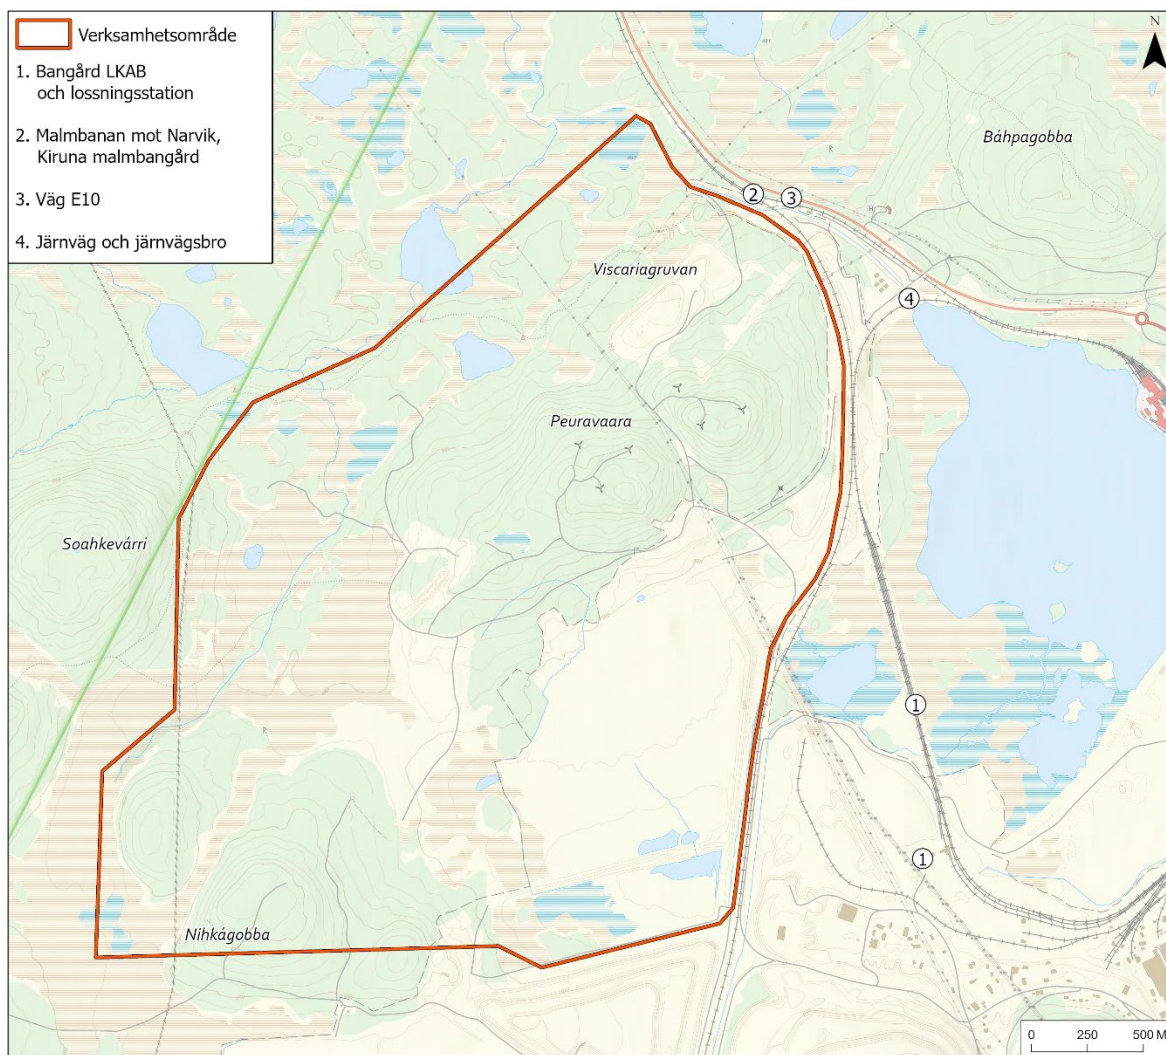 Verksamhetsområde
1. Bangård LKAB
och lossningsstation
2. Malmbanan mot Narvik,
Kiruna malmbangård
3. Väg E10
4. Järnväg och järnvägsbro
N
Báhpagobba
2
3
Viscariagruvan
4
Peuravaara
Soahkevárri
1
1
Nihkágobba
0 250 500 M